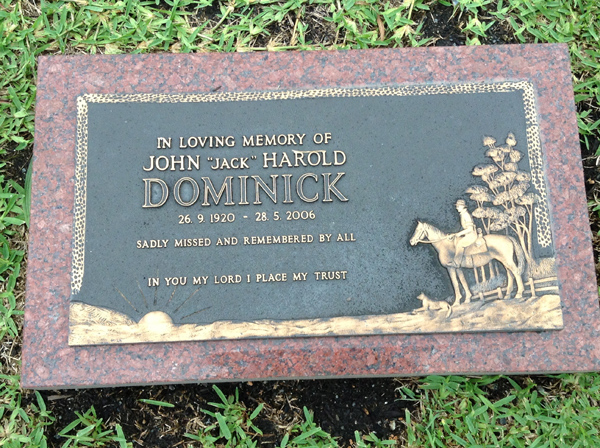 IN LOVING MEMORY OF
JOHN "JACK" HAROLD
DOMINICK
26.9.1920 - 28.5.2006
SADLY MISSED AND REMEMBERED BY ALL
IN YOU MY LORD I PLACE MY TRUST